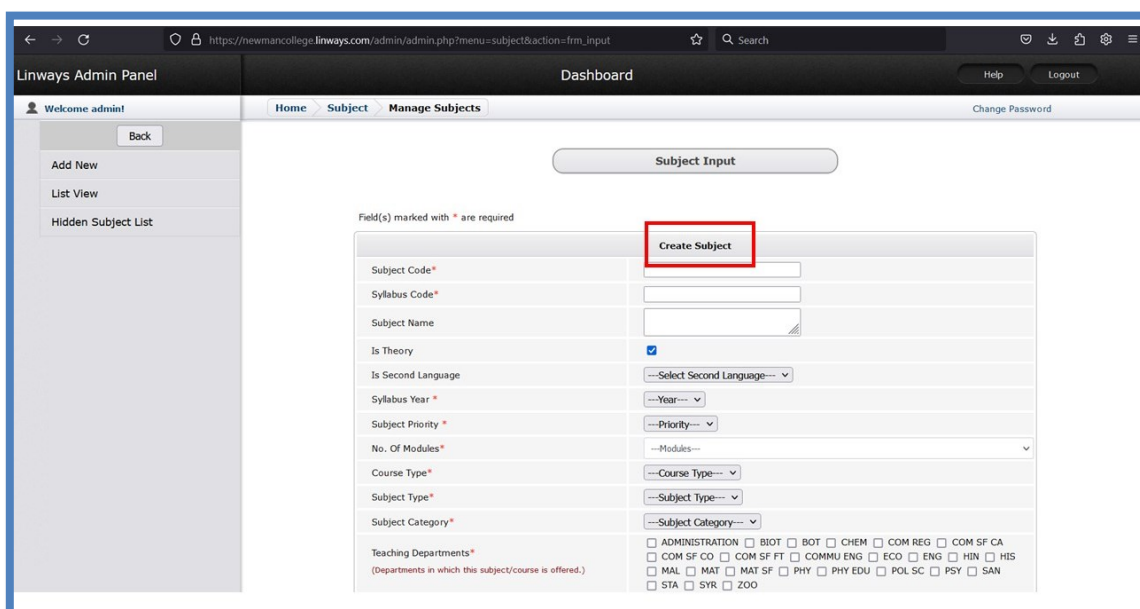 https://newmancollege.linways.com/admin/admin.php?menu=subject&action=frm_input
Search
Linways Admin Panel
Dashboard
Help
Logout
Welcome admin!
Home
Subject
Manage Subjects
Change Password
Back
Add New
List View
Hidden Subject List
Subject Input
Field(s) marked with * are required
Create Subject
Subject Code*
Syllabus Code*
Subject Name
Is Theory
Is Second Language
---Select Second Language---
Syllabus Year *
---Year---
Subject Priority *
---Priority---
No. Of Modules*
---Modules---
Course Type*
---Course Type---
Subject Type*
---Subject Type---
Subject Category*
---Subject Category---
Teaching Departments*
(Departments in which this subject/course is offered.)
ADMINISTRATION BIOT BOT CHEM COM REG COM SF CA
COM SF CO COM SF FT COMMU ENG ECO ENG HIN HIS
MAL MAT MAT SF PHY PHY EDU POL SC PSY SAN
STA SYR ZOO